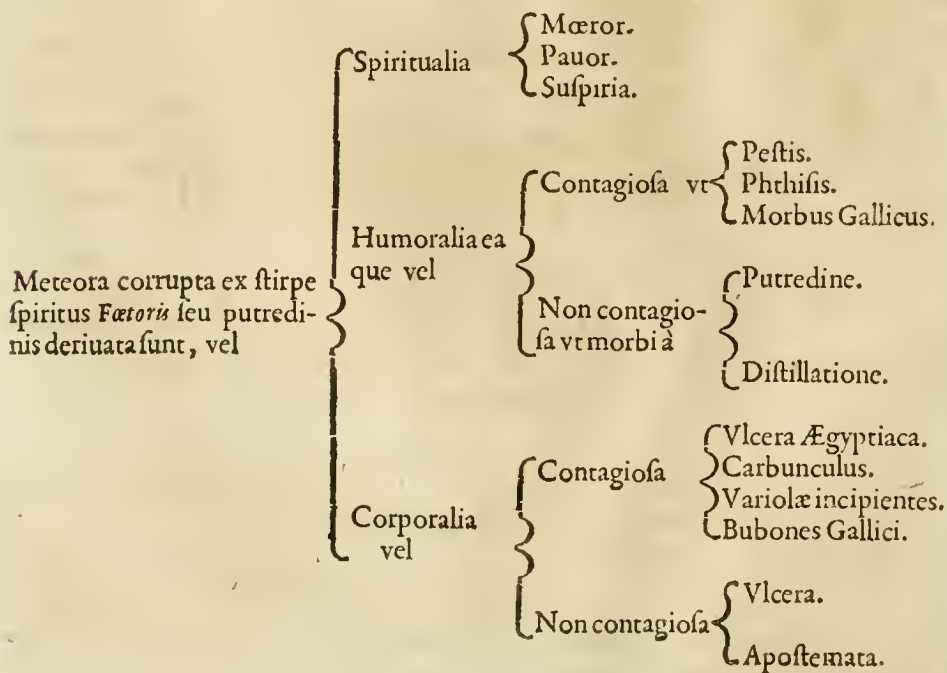 Meteora corrupta ex ſtirpe
ſpiritus Fœtoris ſeu putredi-
nis deriuata ſunt, vel
Spiritualia
Mœror.
Pauor.
Suſpiria.
Humoralia ea
que vel
Contagioſa vt
Peſtis.
Phthiſis.
Morbus Gallicus.
Non contagio-
ſa vt morbi à
Putredine.
Diſtillatione.
Corporalia
vel
Contagioſa
Vlcera Ægyptiaca.
Carbunculus.
Variolæ incipientes.
Bubones Gallici.
Non contagioſa
Vlcera.
Apoſtemata.